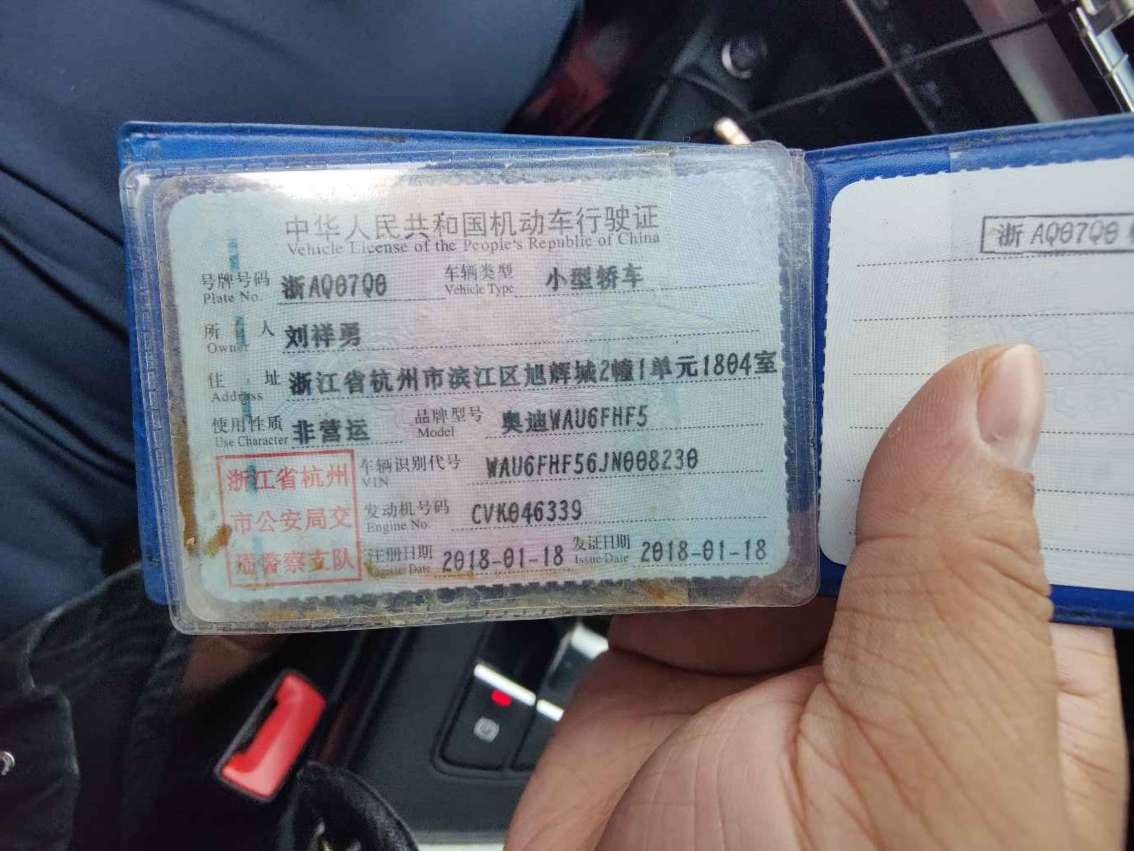 中华人民共和国机动车行驶证
Vehicle License of the People's Republic of China
号牌号码 浙AQ07Q0 车辆类型 小型轿车
Plate No. Vehicle Type
所有人 刘祥勇
Owner
住址 浙江省杭州市滨江区旭辉城2幢1单元1804室
Address
使用性质 非营运 品牌型号 奥迪WAU6FHF5
Use Character Model
浙江省杭州
市公安局交
通警察支队
车辆识别代号 WAU6FHF56JN008230
VIN
发动机号码 CVK046339
Engine No.
注册日期 2018-01-18 发证日期 2018-01-18
Register Date Issue Date
浙AQ07Q0